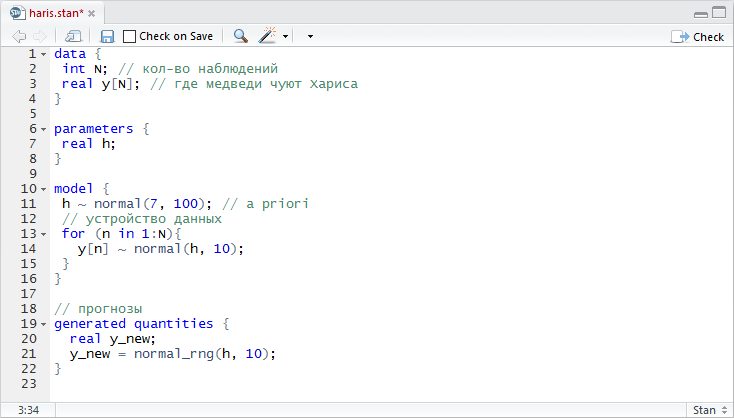 haris.stan*
Check on Save
Check
1 data {
2 int N; // кол-во наблюдений
3 real y[N]; // где медведи чуют Хариса
4 }
5
6 parameters {
7 real h;
8 }
9
10 model {
11 h ~ normal(7, 100); // a priori
12 // устройство данных
13 for (n in 1:N){
14 y[n] ~ normal(h, 10);
15 }
16 }
17
18 // прогнозы
19 generated quantities {
20 real y_new;
21 y_new = normal_rng(h, 10);
22 }
23
3:34
Stan